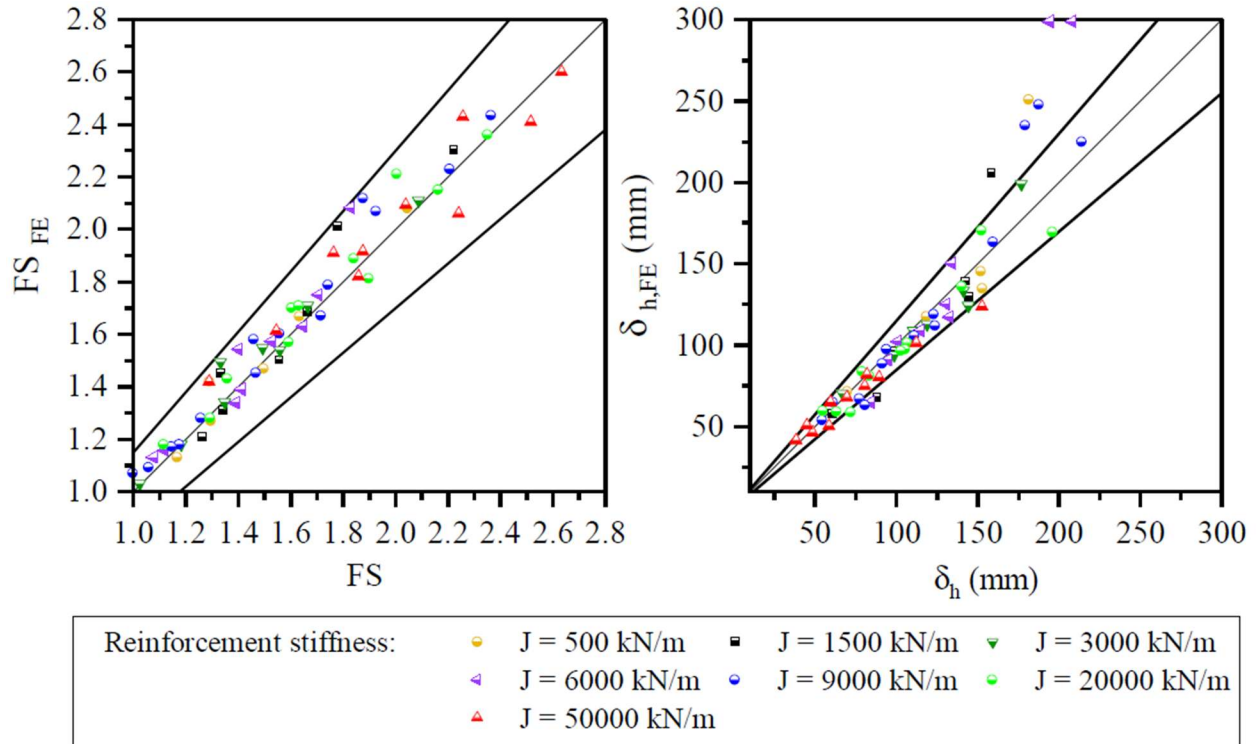 2.8
2.6
2.4
2.2
2.0
1.8
1.6
1.4
1.2
1.0
FS FE
1.0 1.2 1.4 1.6 1.8 2.0 2.2 2.4 2.6 2.8
FS
300
250
200
150
100
50
δ h,FE (mm)
50 100 150 200 250 300
δh (mm)
Reinforcement stiffness:
J = 500 kN/m J = 1500 kN/m J = 3000 kN/m
J = 6000 kN/m J = 9000 kN/m J = 20000 kN/m
J = 50000 kN/m